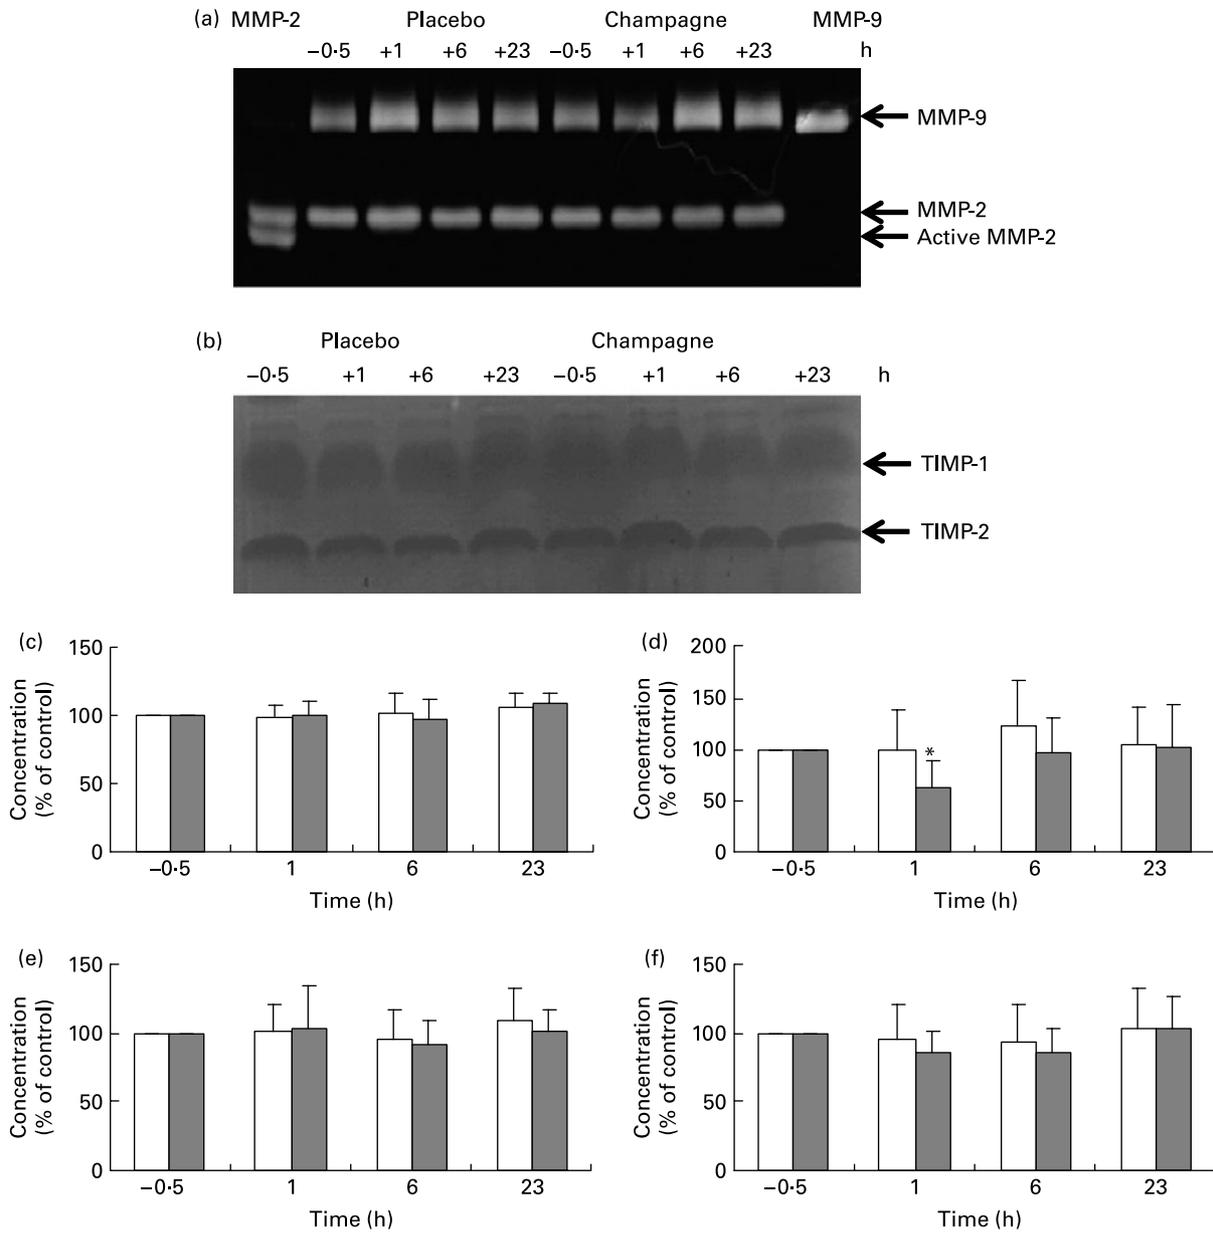 (a) MMP-2 Placebo Champagne MMP-9
−0·5 +1 +6 +23 −0·5 +1 +6 +23 h
MMP-9
MMP-2
Active MMP-2
(b) Placebo Champagne
−0·5 +1 +6 +23 −0·5 +1 +6 +23 h
TIMP-1
TIMP-2
(c)
Concentration
(% of control)
150
100
50
0
−0·5 1 6 23
Time (h)
(d)
Concentration
(% of control)
200
150
100
50
0
*
−0·5 1 6 23
Time (h)
(e)
Concentration
(% of control)
150
100
50
0
−0·5 1 6 23
Time (h)
(f)
Concentration
(% of control)
150
100
50
0
−0·5 1 6 23
Time (h)